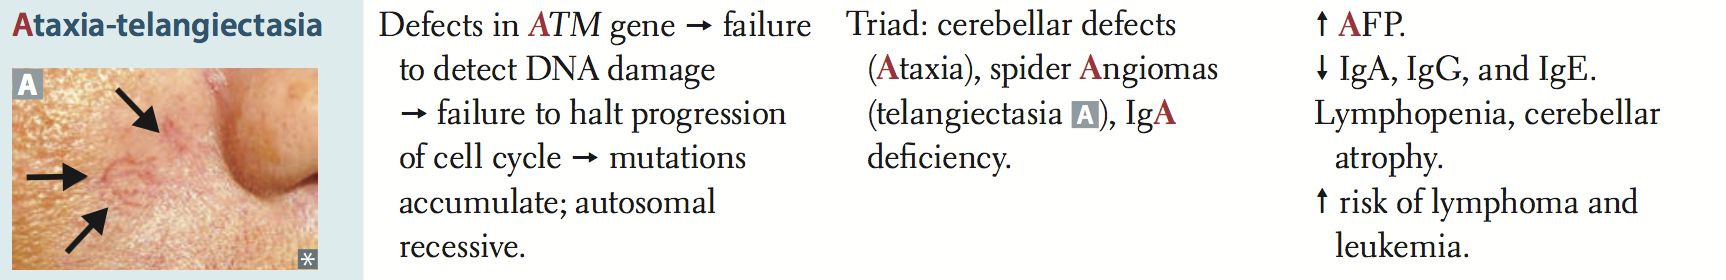 Ataxia-telangiectasia
A
*
Defects in ATM gene → failure
to detect DNA damage
→ failure to halt progression
of cell cycle → mutations
accumulate; autosomal
recessive.
Triad: cerebellar defects
(Ataxia), spider Angiomas
(telangiectasia A), IgA
deficiency.
↑ AFP.
↓ IgA, IgG, and IgE.
Lymphopenia, cerebellar
atrophy.
↑ risk of lymphoma and
leukemia.